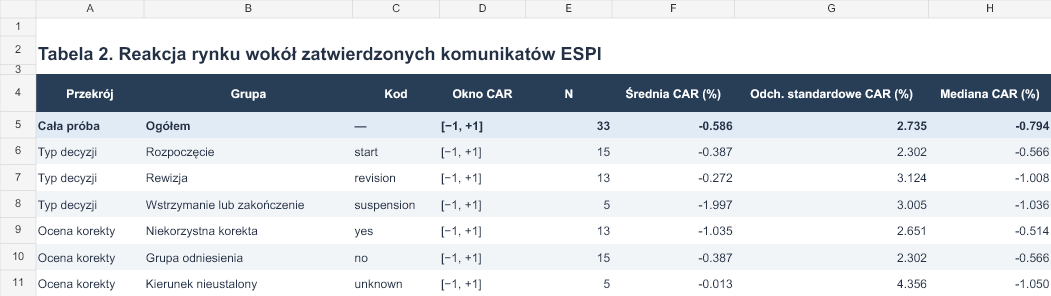 A B C D E F G H
1
2 Tabela 2. Reakcja rynku wokół zatwierdzonych komunikatów ESPI
3
4 Przekrój Grupa Kod Okno CAR N Średnia CAR (%) Odch. standardowe CAR (%) Mediana CAR (%)
5 Cała próba Ogółem — [−1, +1] 33 -0.586 2.735 -0.794
6 Typ decyzji Rozpoczęcie start [−1, +1] 15 -0.387 2.302 -0.566
7 Typ decyzji Rewizja revision [−1, +1] 13 -0.272 3.124 -1.008
8 Typ decyzji Wstrzymanie lub zakończenie suspension [−1, +1] 5 -1.997 3.005 -1.036
9 Ocena korekty Niekorzystna korekta yes [−1, +1] 13 -1.035 2.651 -0.514
10 Ocena korekty Grupa odniesienia no [−1, +1] 15 -0.387 2.302 -0.566
11 Ocena korekty Kierunek nieustalony unknown [−1, +1] 5 -0.013 4.356 -1.050